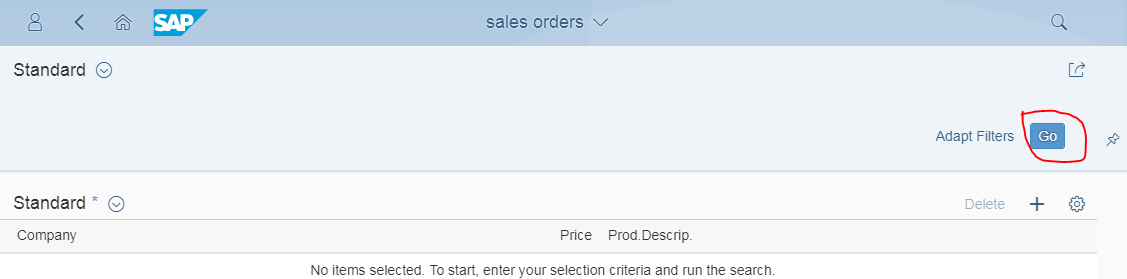 SAP sales orders
Standard
Adapt Filters Go
Standard * Delete
Company Price Prod.Descrip.
No items selected. To start, enter your selection criteria and run the search.